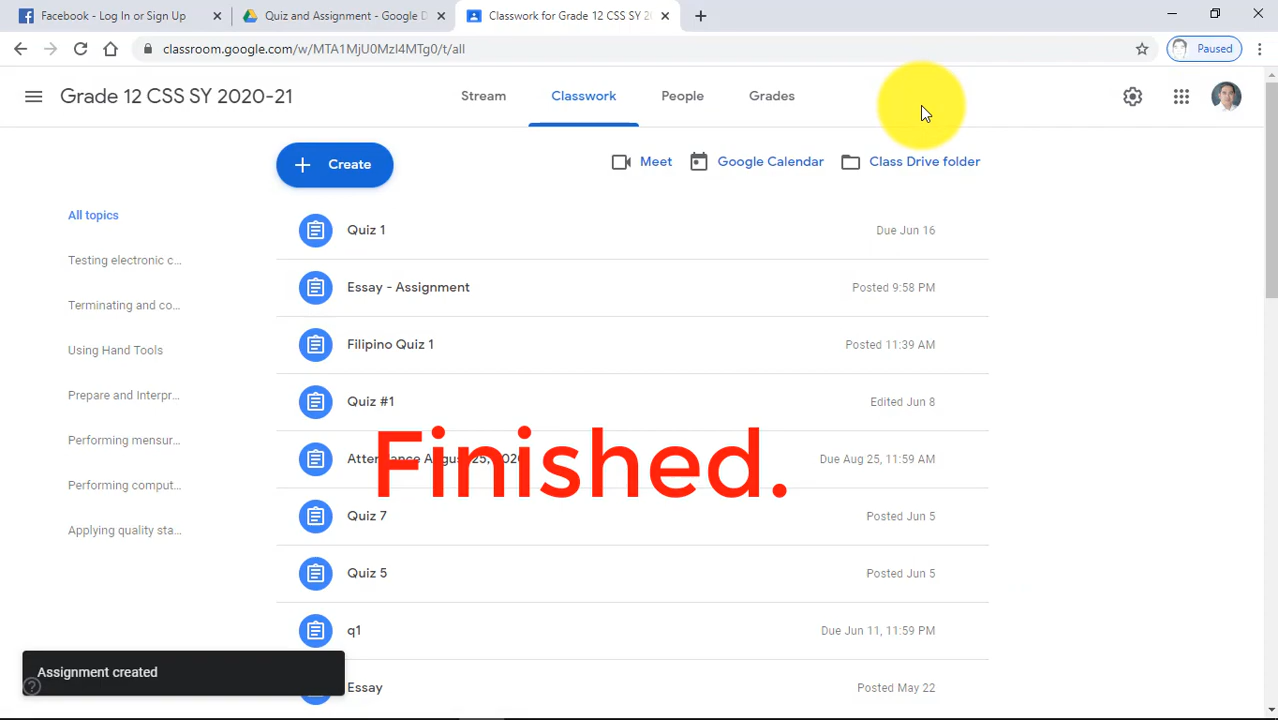 Facebook - Log In or Sign Up
Quiz and Assignment - Google D
Classwork for Grade 12 CSS SY 20
classroom.google.com/w/MTA1MjU0MzI4MTg0/t/all
Paused
Grade 12 CSS SY 2020-21
Stream
Classwork
People
Grades
Create
Meet
Google Calendar
Class Drive folder
All topics
Testing electronic c...
Terminating and co...
Using Hand Tools
Prepare and Interpr...
Performing mensur...
Performing comput...
Applying quality sta...
Quiz 1
Due Jun 16
Essay - Assignment
Posted 9:58 PM
Filipino Quiz 1
Posted 11:39 AM
Quiz #1
Edited Jun 8
Attendance August 25, 2020
Due Aug 25, 11:59 AM
Finished.
Quiz 7
Posted Jun 5
Quiz 5
Posted Jun 5
q1
Due Jun 11, 11:59 PM
Essay
Posted May 22
Assignment created